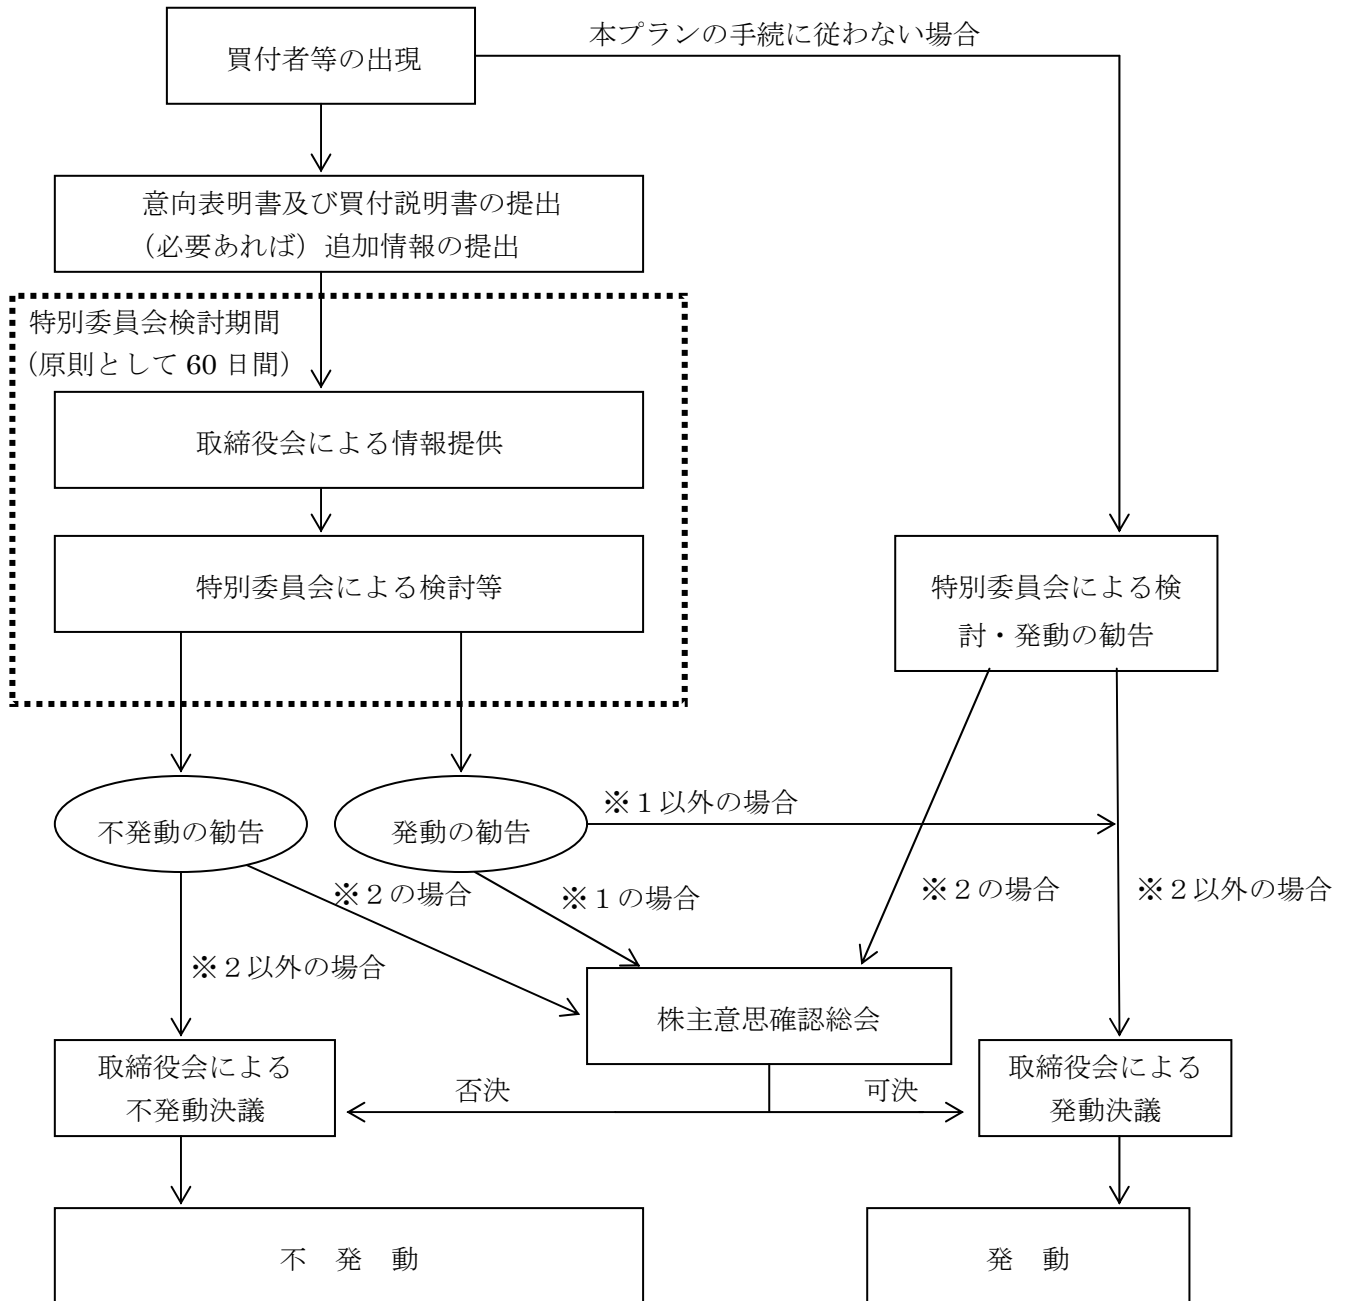 本プランの手続に従わない場合
買付者等の出現
意向表明書及び買付説明書の提出
（必要あれば）追加情報の提出
特別委員会検討期間
（原則として 60 日間）
取締役会による情報提供
特別委員会による検討等
特別委員会による検
討・発動の勧告
不発動の勧告
発動の勧告
※１以外の場合
※２の場合
※１の場合
※２の場合
※２以外の場合
※２以外の場合
株主意思確認総会
取締役会による
不発動決議
否決
可決
取締役会による
発動決議
不　発　動
発　動